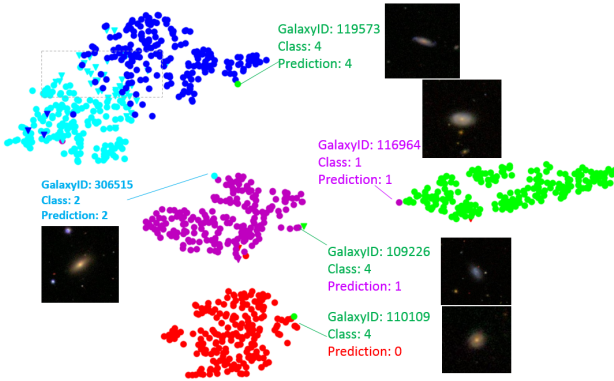 GalaxyID: 119573
Class: 4
Prediction: 4
GalaxyID: 116964
Class: 1
Prediction: 1
GalaxyID: 306515
Class: 2
Prediction: 2
GalaxyID: 109226
Class: 4
Prediction: 1
GalaxyID: 110109
Class: 4
Prediction: 0